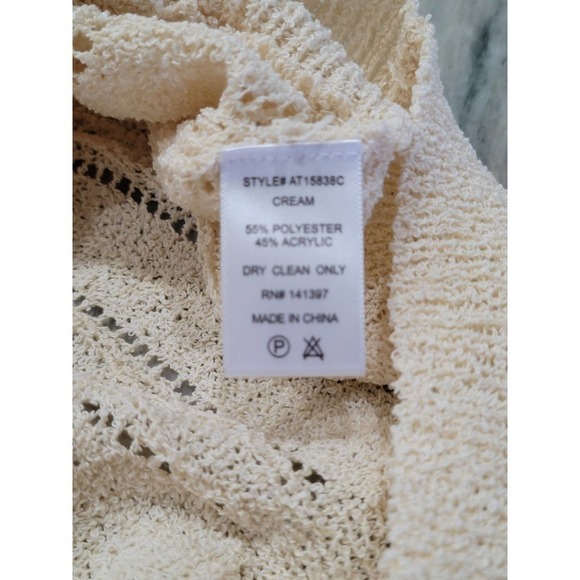 STYLE# AT15838C
CREAM
55% POLYESTER
45% ACRYLIC
DRY CLEAN ONLY
RN# 141397
MADE IN CHINA
P